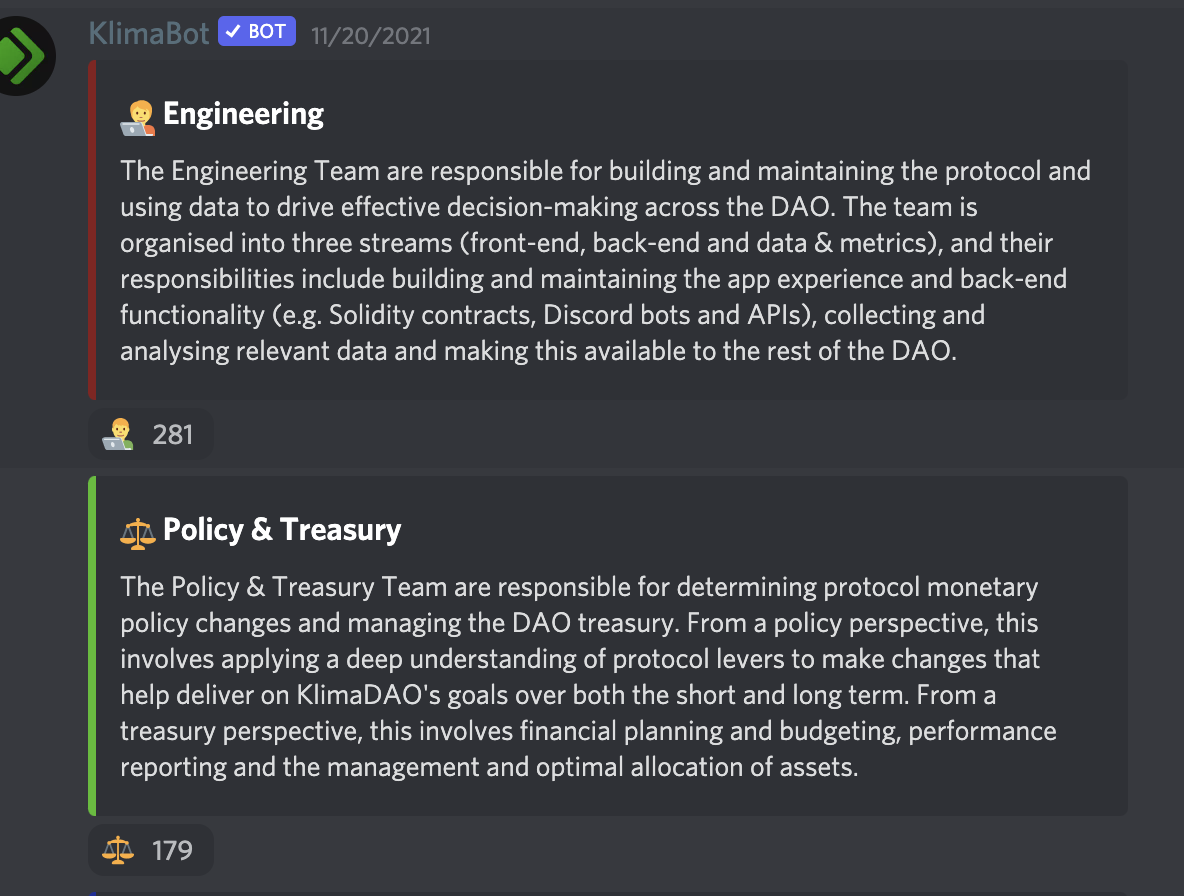 KlimaBot BOT 11/20/2021
Engineering
The Engineering Team are responsible for building and maintaining the protocol and
using data to drive effective decision-making across the DAO. The team is
organised into three streams (front-end, back-end and data & metrics), and their
responsibilities include building and maintaining the app experience and back-end
functionality (e.g. Solidity contracts, Discord bots and APIs), collecting and
analysing relevant data and making this available to the rest of the DAO.
281
Policy & Treasury
The Policy & Treasury Team are responsible for determining protocol monetary
policy changes and managing the DAO treasury. From a policy perspective, this
involves applying a deep understanding of protocol levers to make changes that
help deliver on KlimaDAO's goals over both the short and long term. From a
treasury perspective, this involves financial planning and budgeting, performance
reporting and the management and optimal allocation of assets.
179